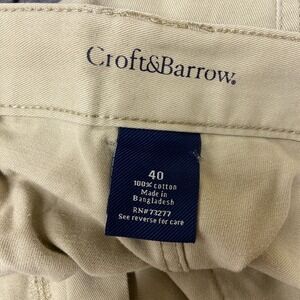 Croft&Barrow®
40
100% cotton
Made in
Bangladesh
RN#73277
See reverse for care